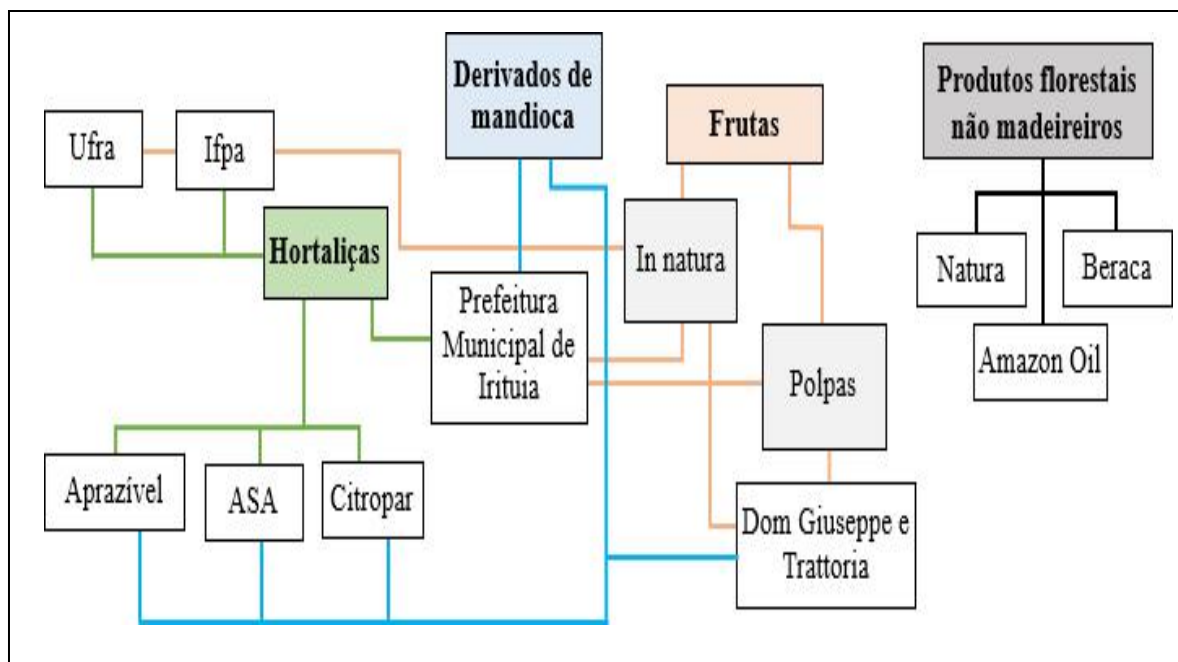 Derivados de
mandioca
Produtos florestais
não madeireiros
Frutas
Ufra
Ifpa
Hortaliças
In natura
Natura
Beraca
Prefeitura
Municipal de
Irituia
Amazon Oil
Polpas
Aprazível
ASA
Citropar
Dom Giuseppe e
Trattoria